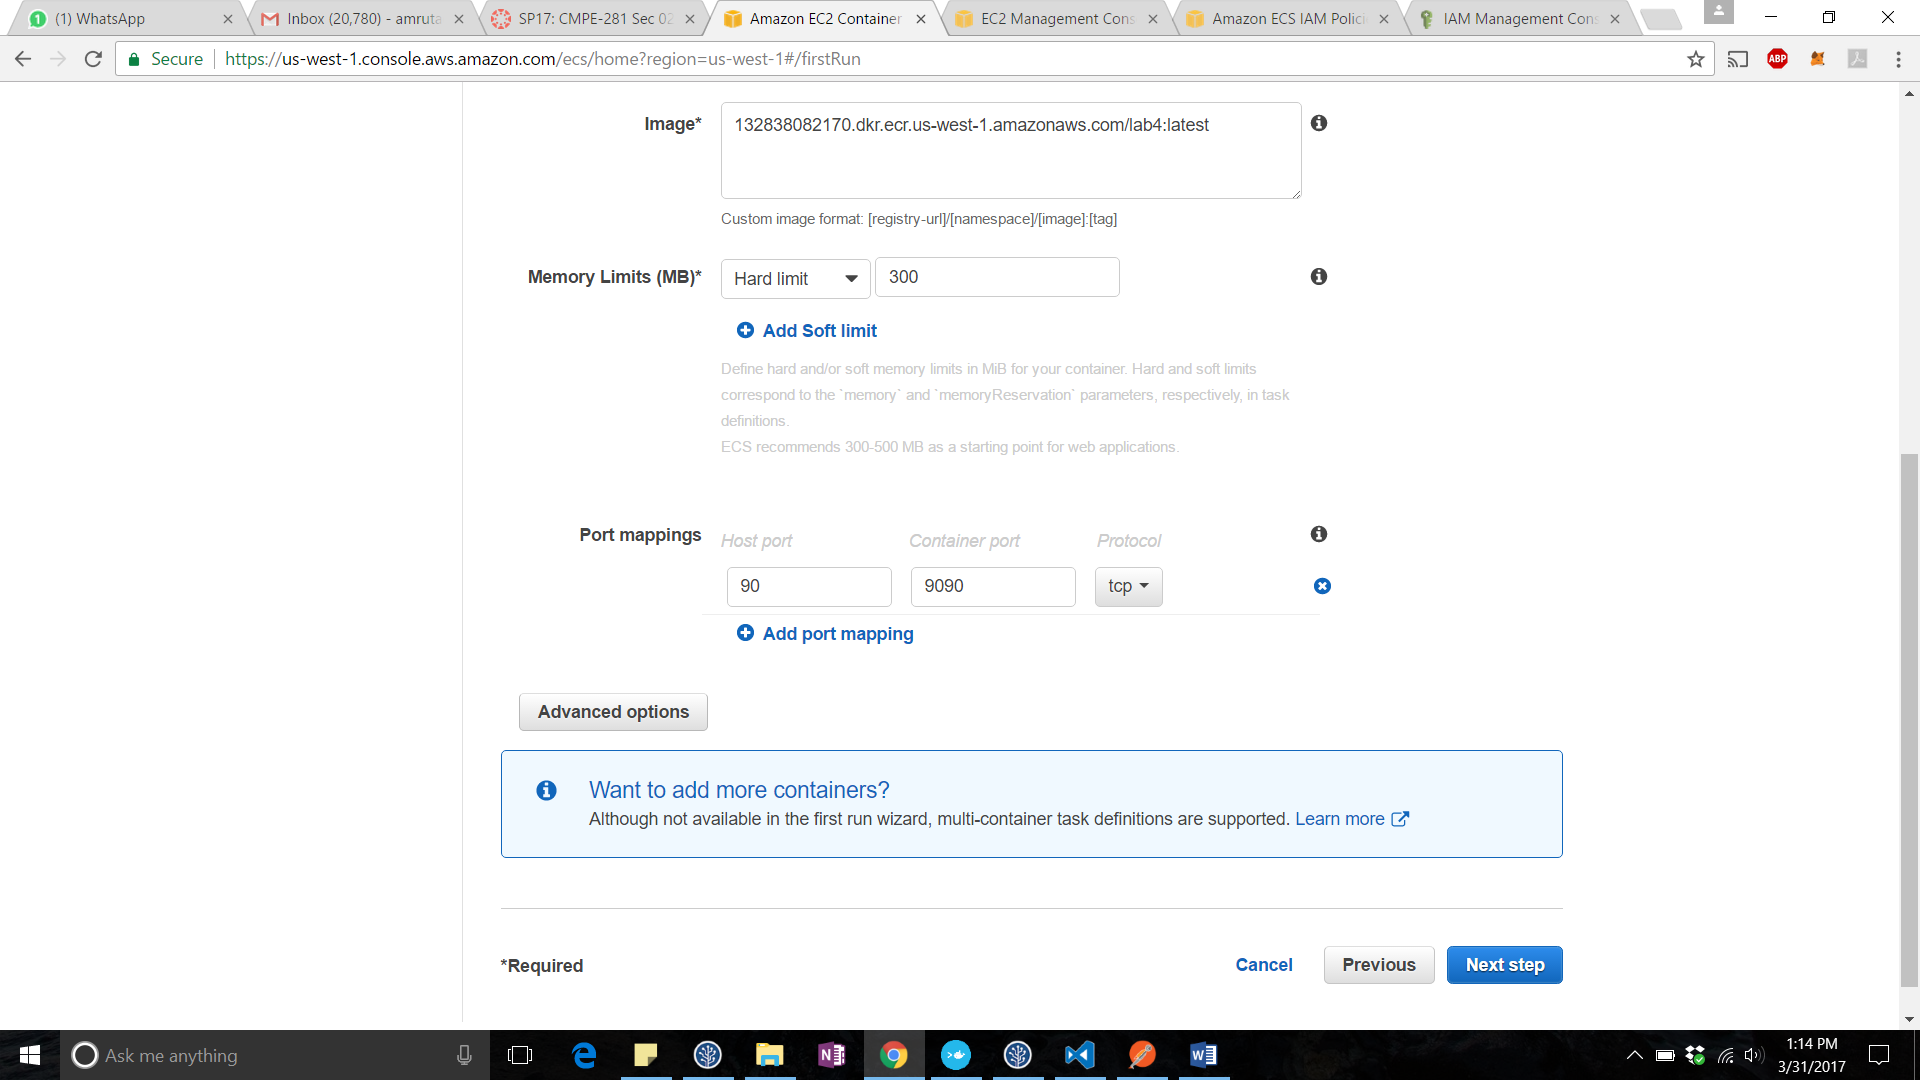 (1) WhatsApp
Inbox (20,780) - amruta
SP17: CMPE-281 Sec 02
Amazon EC2 Container
EC2 Management Cons
Amazon ECS IAM Polici
IAM Management Cons
Secure
https://us-west-1.console.aws.amazon.com/ecs/home?region=us-west-1#/firstRun
ABP
Image*
132838082170.dkr.ecr.us-west-1.amazonaws.com/lab4:latest
Custom image format: [registry-url]/[namespace]/[image]:[tag]
Memory Limits (MB)*
Hard limit
300
Add Soft limit
Define hard and/or soft memory limits in MiB for your container. Hard and soft limits
correspond to the `memory` and `memoryReservation` parameters, respectively, in task
definitions.
ECS recommends 300-500 MB as a starting point for web applications.
Port mappings
Host port
Container port
Protocol
90
9090
tcp
Add port mapping
Advanced options
Want to add more containers?
Although not available in the first run wizard, multi-container task definitions are supported. Learn more
*Required
Cancel
Previous
Next step
Ask me anything
1:14 PM
3/31/2017